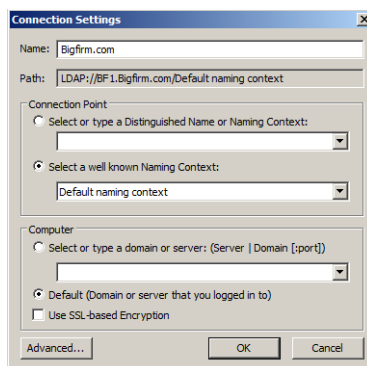 Connection Settings
Name: Bigfirm.com
Path: LDAP://BF1.Bigfirm.com/Default naming context
Connection Point
Select or type a Distinguished Name or Naming Context:
Select a well known Naming Context:
Default naming context
Computer
Select or type a domain or server: (Server | Domain [:port])
Default (Domain or server that you logged in to)
Use SSL-based Encryption
Advanced... OK Cancel